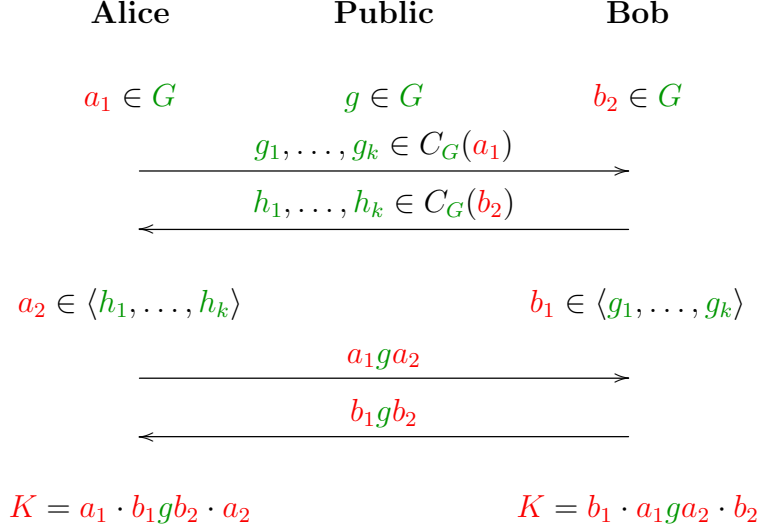 Alice Public Bob
a₁ ∈ G g ∈ G b₂ ∈ G
g₁, . . . , gₖ ∈ C_G(a₁)
h₁, . . . , hₖ ∈ C_G(b₂)
a₂ ∈ ⟨h₁, . . . , hₖ⟩ b₁ ∈ ⟨g₁, . . . , gₖ⟩
a₁ga₂
b₁gb₂
K = a₁ · b₁gb₂ · a₂ K = b₁ · a₁ga₂ · b₂